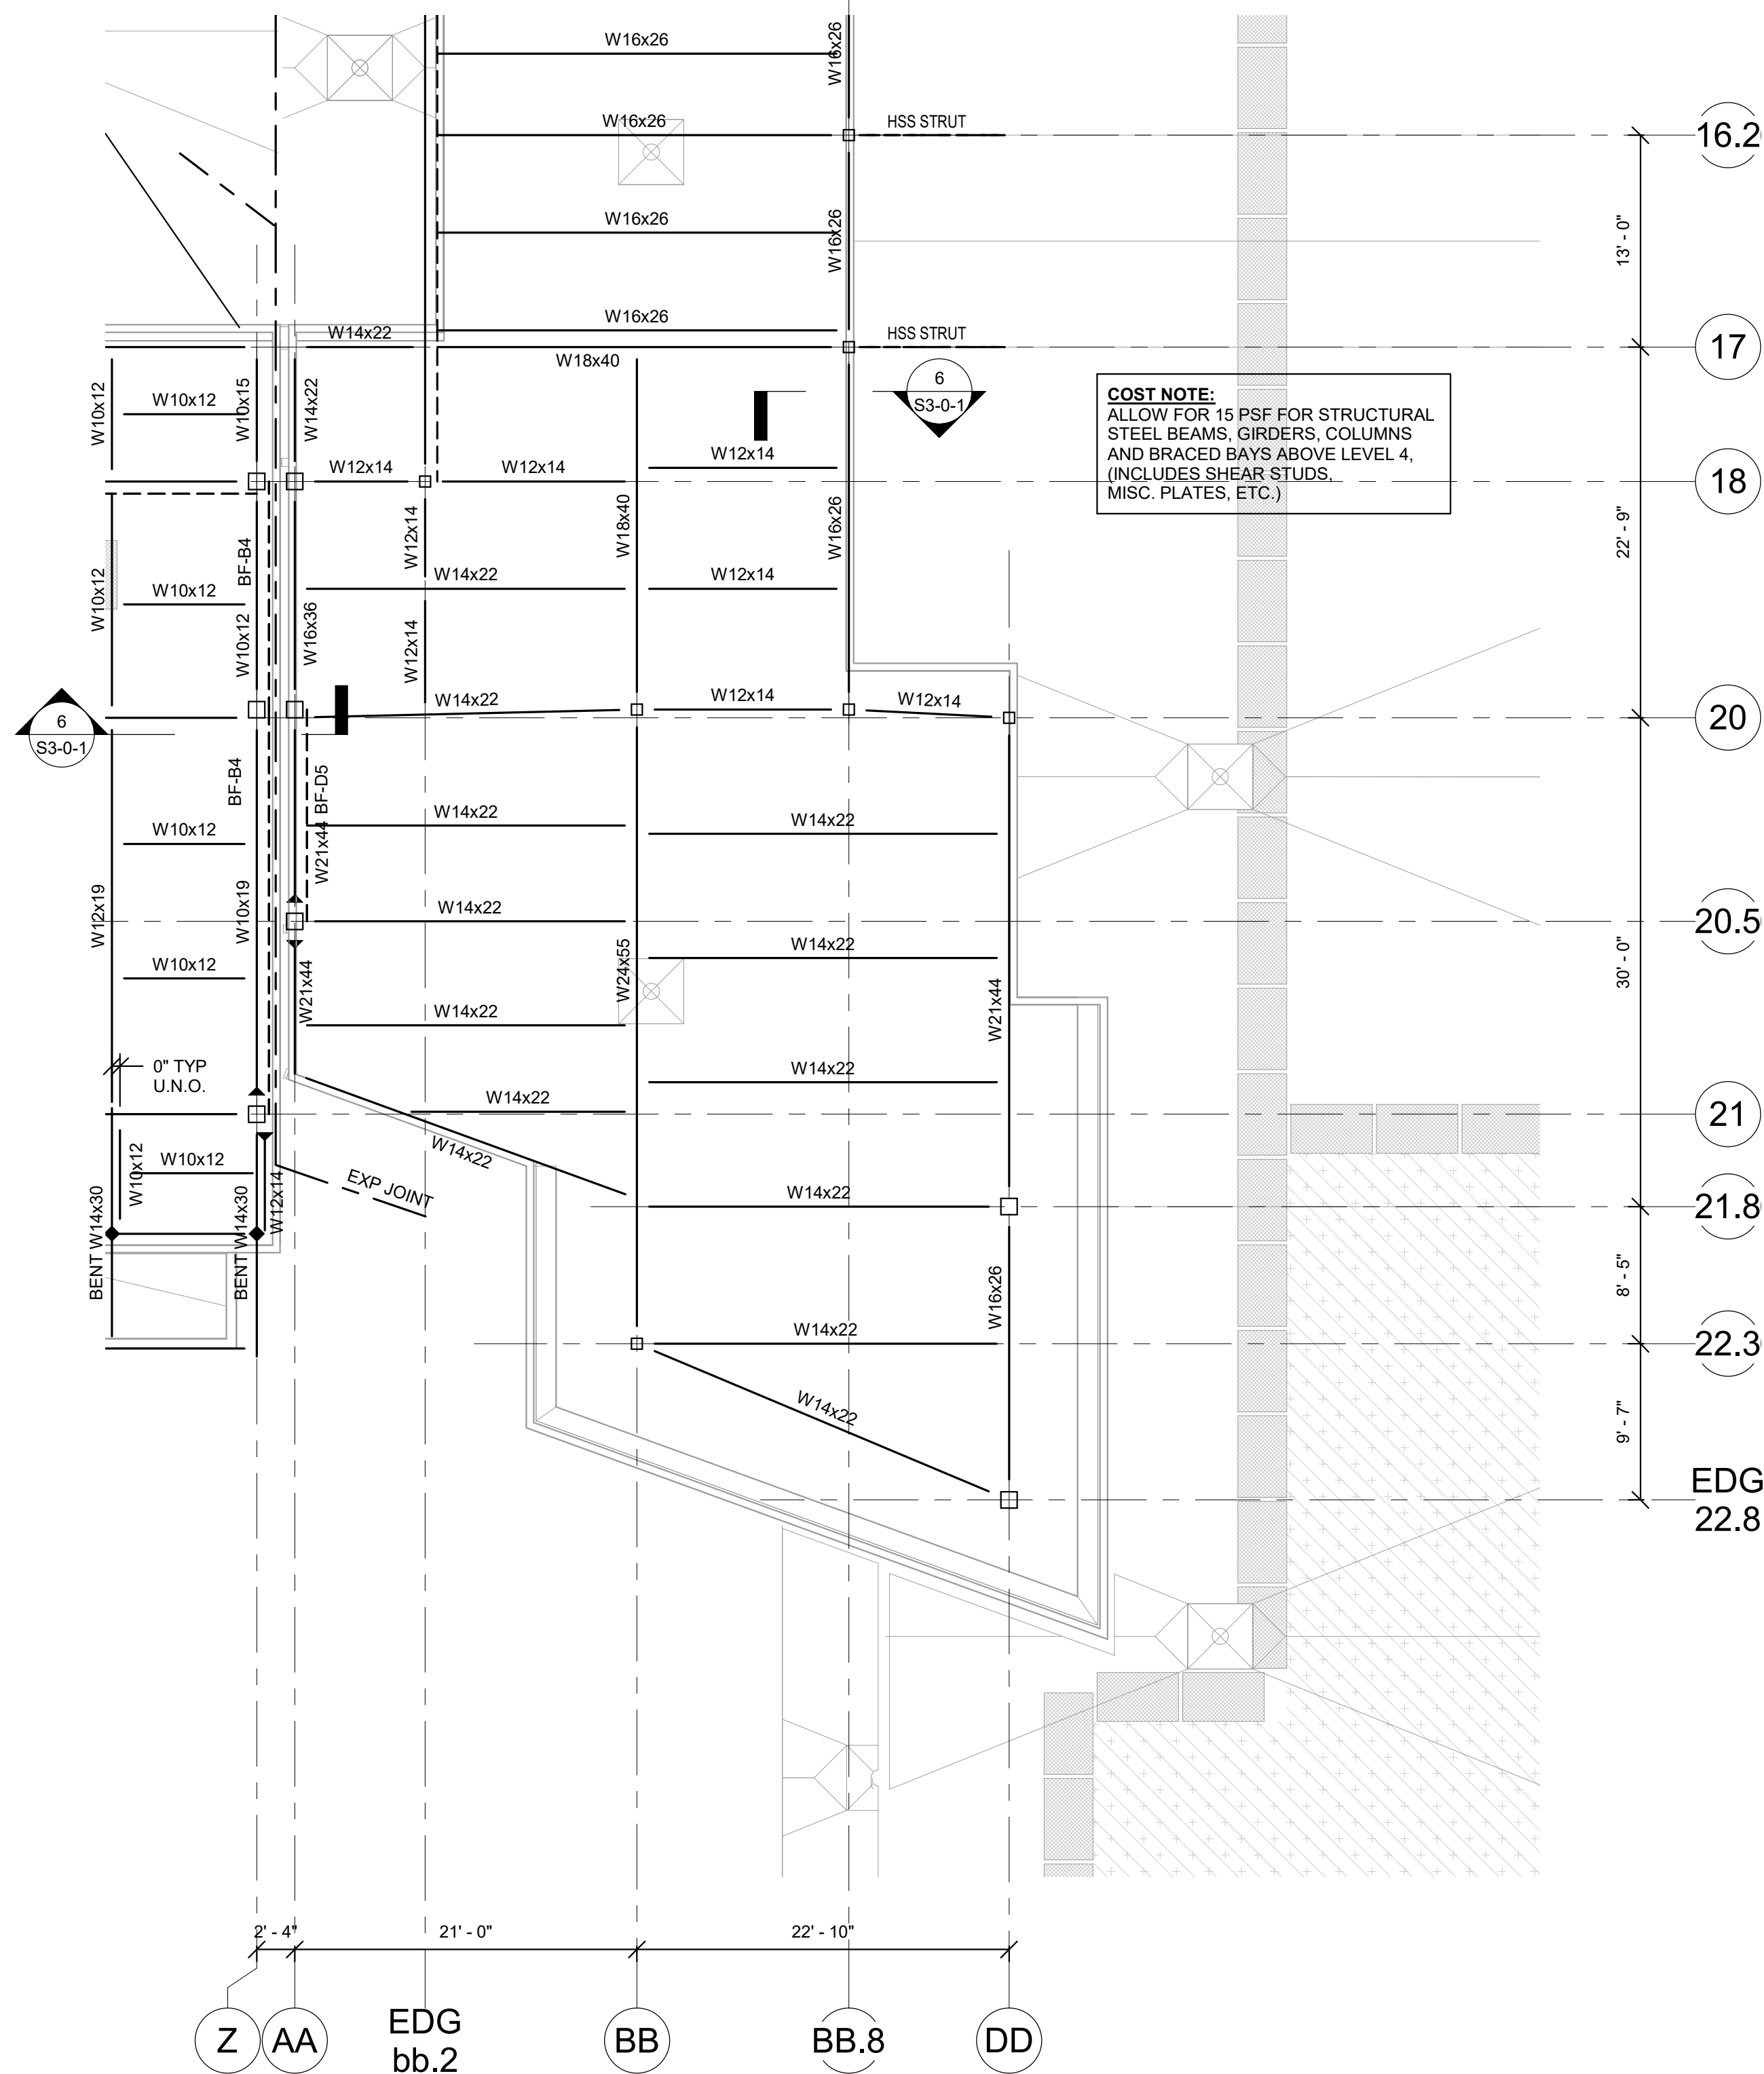 W16x26
W16x26
W16x26
HSS STRUT
16.2
W16x26
W16x26
13' - 0"
W16x26
W14x22
HSS STRUT
17
W18x40
6
S3-0-1
COST NOTE:
ALLOW FOR 15 PSF FOR STRUCTURAL
STEEL BEAMS, GIRDERS, COLUMNS
AND BRACED BAYS ABOVE LEVEL 4,
(INCLUDES SHEAR STUDS,
MISC. PLATES, ETC.)
W10x12
W10x12
W10x15
W14x22
W12x14
W12x14
W12x14
18
W18x40
W16x26
W12x14
BF-B4
22' - 9"
W14x22
W12x14
W10x12
W10x12
W10x12
W16x36
W12x14
6
S3-0-1
W14x22
W12x14
W12x14
20
BF-B4
BF-D5
W21x44
W14x22
W14x22
W10x12
W12x19
W10x19
W14x22
20.5
W10x12
W21x44
W24x55
W14x22
W21x44
30' - 0"
W14x22
0" TYP
U.N.O.
W14x22
W14x22
21
W10x12
W10x12
W14x22
EXP JOINT
W12x14
W14x22
21.8
BENT W14x30
BENT W14x30
W16x26
8' - 5"
W14x22
22.3
W14x22
9' - 7"
EDG
22.8
2' - 4"
21' - 0"
22' - 10"
Z
AA
EDG
bb.2
BB
BB.8
DD